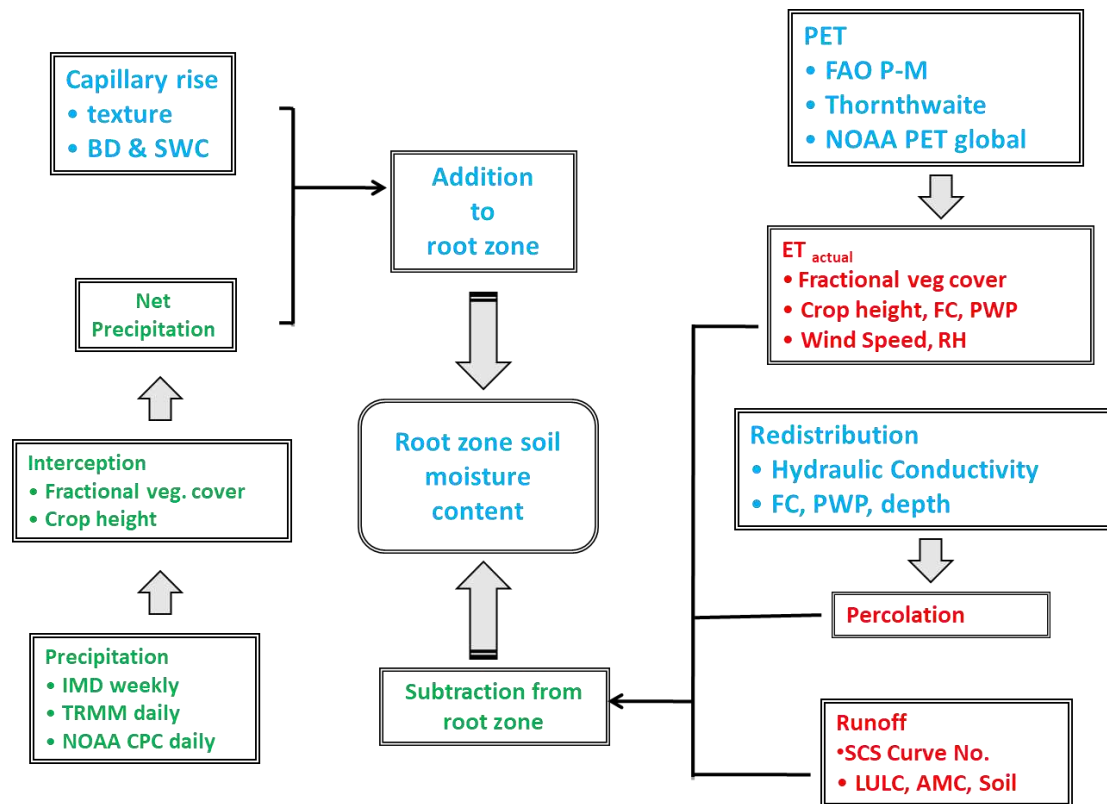 Capillary rise
• texture
• BD & SWC
Net
Precipitation
Interception
• Fractional veg. cover
• Crop height
Precipitation
• IMD weekly
• TRMM daily
• NOAA CPC daily
Addition
to
root zone
Root zone soil
moisture
content
Subtraction from
root zone
PET
• FAO P-M
• Thornthwaite
• NOAA PET global
ET actual
• Fractional veg cover
• Crop height, FC, PWP
• Wind Speed, RH
Redistribution
• Hydraulic Conductivity
• FC, PWP, depth
Percolation
Runoff
•SCS Curve No.
• LULC, AMC, Soil